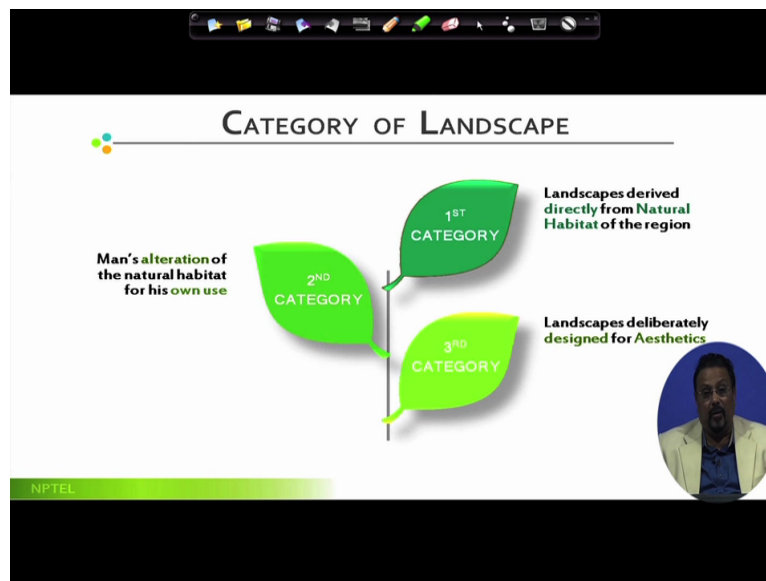 CATEGORY OF LANDSCAPE
1ST
CATEGORY
Landscapes derived
directly from Natural
Habitat of the region
Man's alteration of
the natural habitat
for his own use
2ND
CATEGORY
3RD
CATEGORY
Landscapes deliberately
designed for Aesthetics
NPTEL